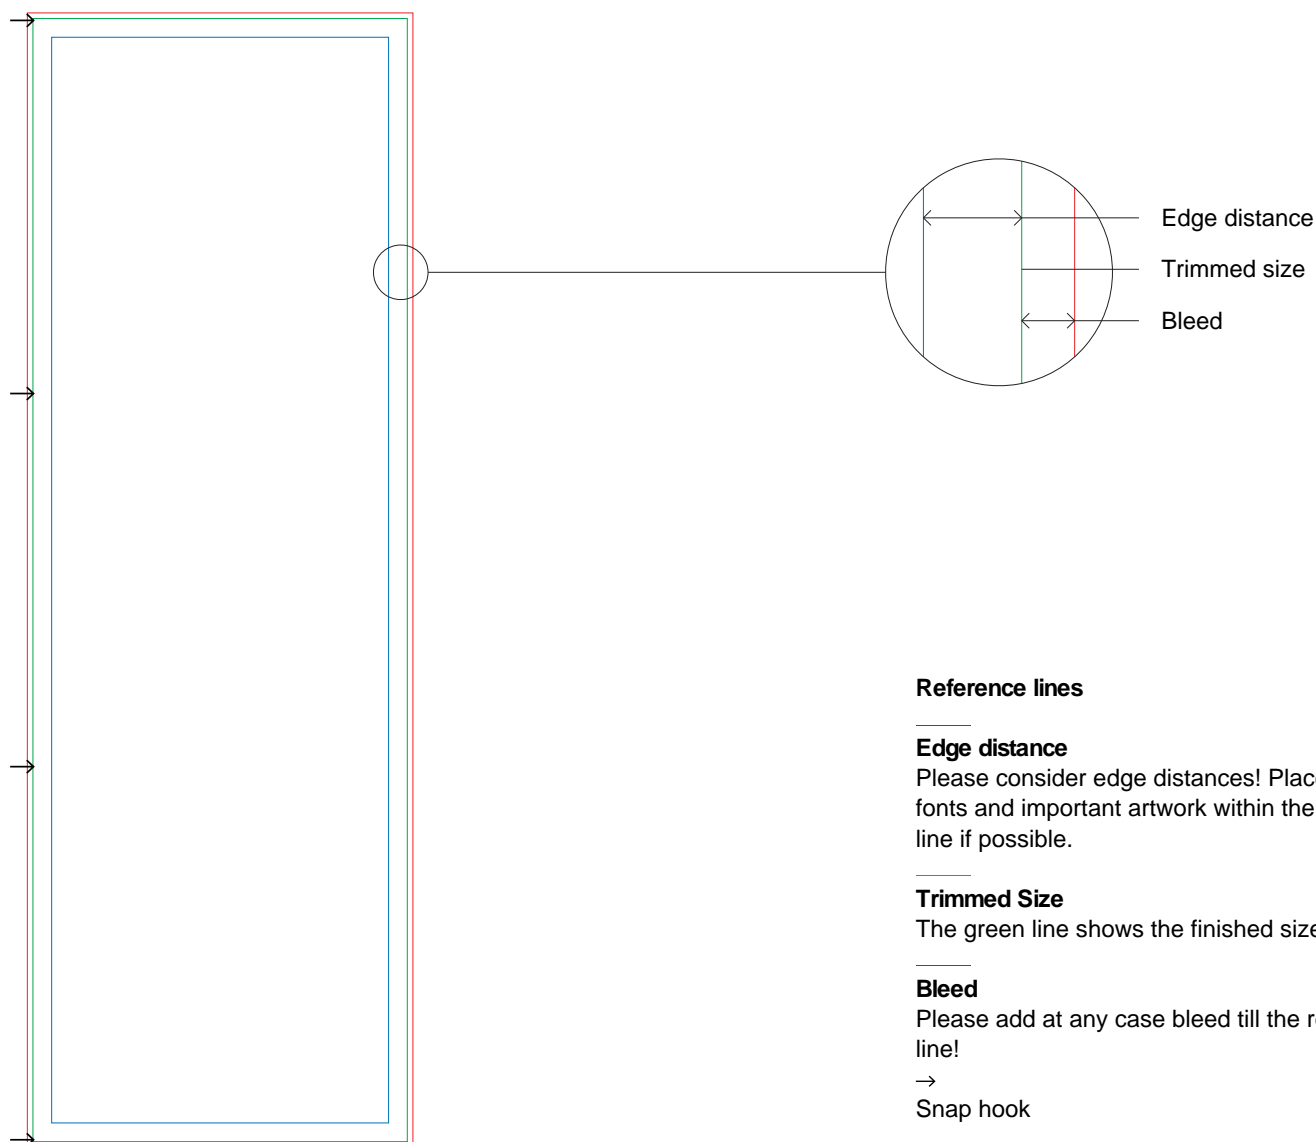 Edge distance
Trimmed size
Bleed
Reference lines
Edge distance
Please consider edge distances! Place
fonts and important artwork within the
line if possible.
Trimmed Size
The green line shows the finished size
Bleed
Please add at any case bleed till the
line!
Snap hook